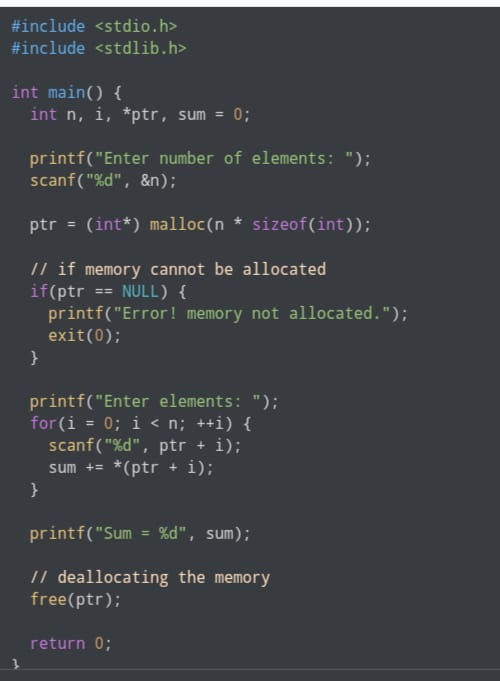 #include <stdio.h>
#include <stdlib.h>

int main() {
  int n, i, *ptr, sum = 0;

  printf("Enter number of elements: ");
  scanf("%d", &n);

  ptr = (int*) malloc(n * sizeof(int));

  // if memory cannot be allocated
  if(ptr == NULL) {
    printf("Error! memory not allocated.");
    exit(0);
  }

  printf("Enter elements: ");
  for(i = 0; i < n; ++i) {
    scanf("%d", ptr + i);
    sum += *(ptr + i);
  }

  printf("Sum = %d", sum);

  // deallocating the memory
  free(ptr);

  return 0;
}